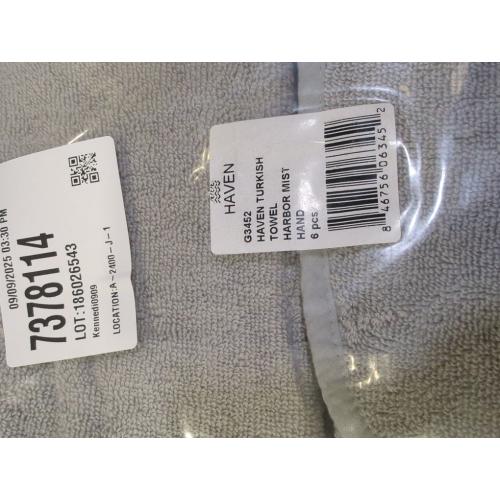 09/09/2025 03:30 PM
7378114
LOT:186026543
Kennedi0909
LOCATION:A-2400-J-1
HAVEN
G3452
HAVEN TURKISH
TOWEL
HARBOR MIST
HAND
6 pcs
8 46756 06345 2